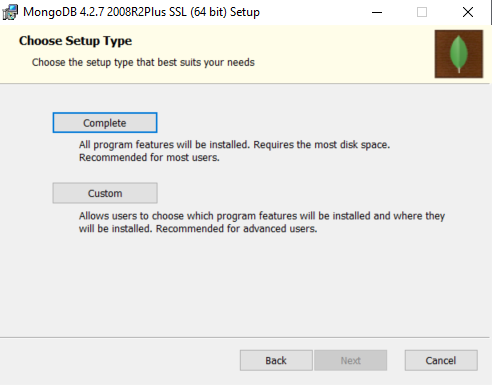 MongoDB 4.2.7 2008R2Plus SSL (64 bit) Setup
Choose Setup Type
Choose the setup type that best suits your needs
Complete
All program features will be installed. Requires the most disk space.
Recommended for most users.
Custom
Allows users to choose which program features will be installed and where they
will be installed. Recommended for advanced users.
Back
Next
Cancel